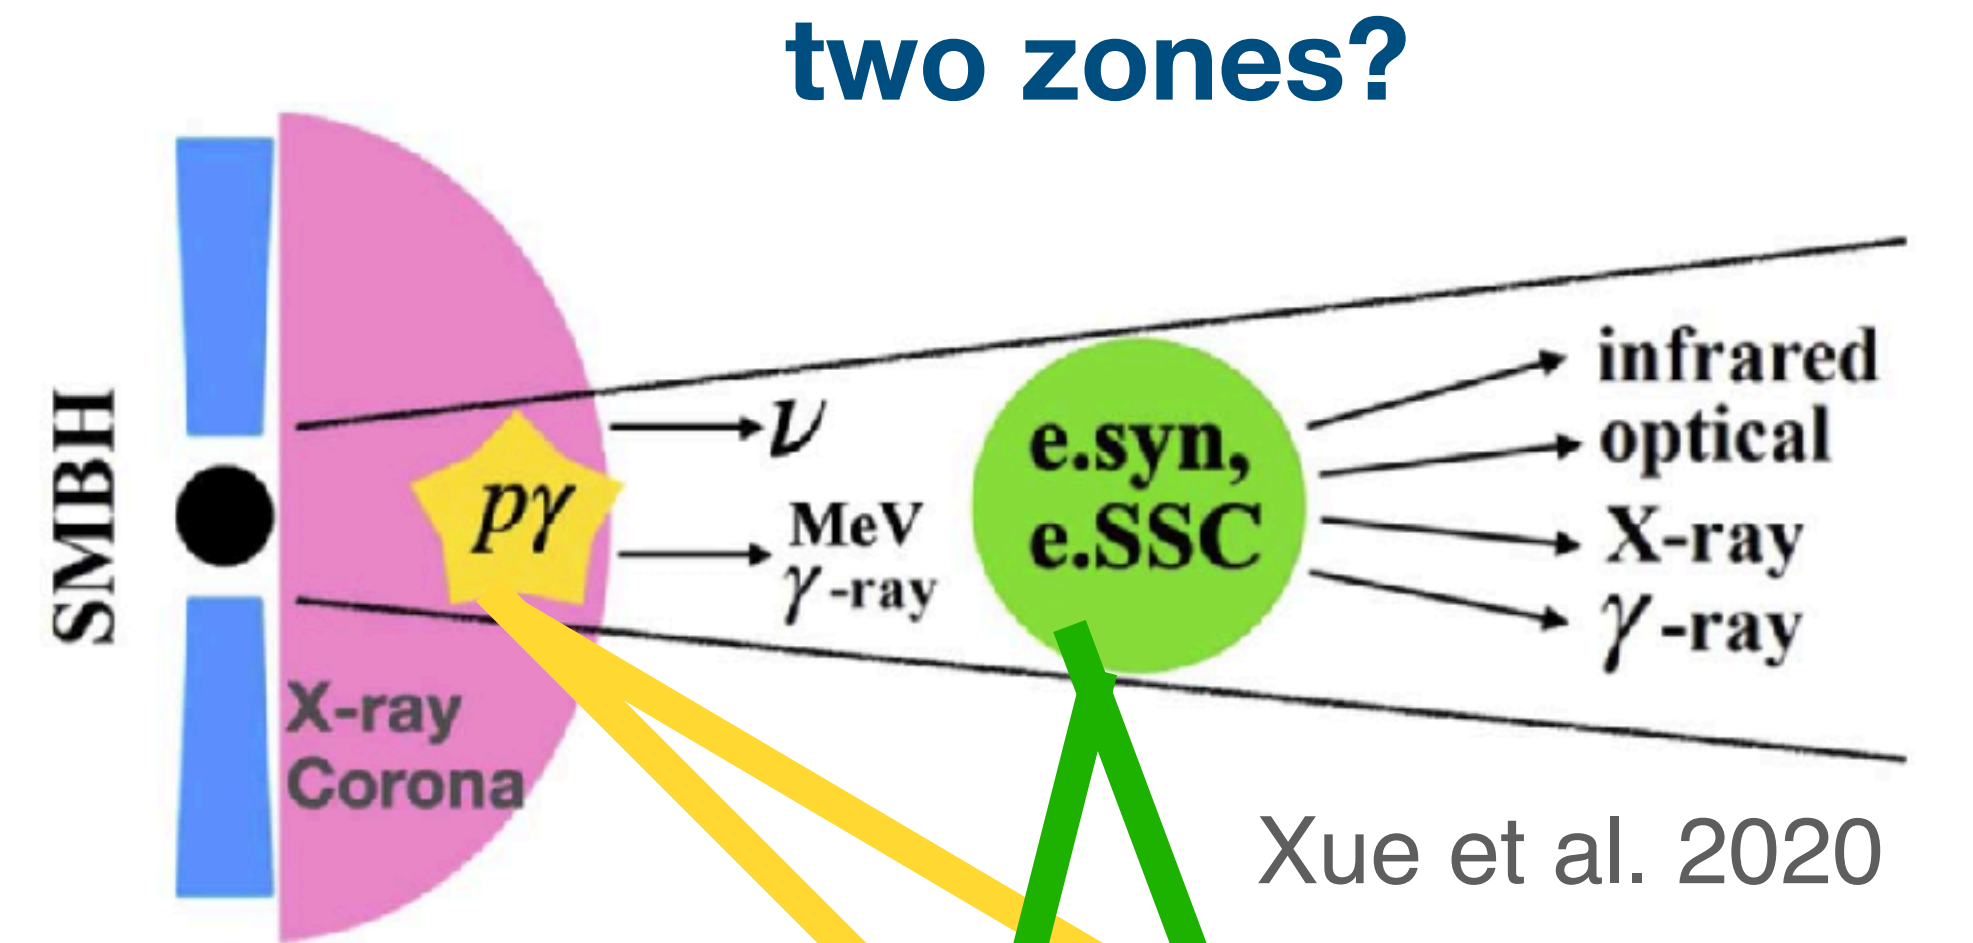 two zones?
SMBH
X-ray
Corona
pγ
ν
MeV
γ-ray
e.syn,
e.SSC
infrared
optical
X-ray
γ-ray
Xue et al. 2020